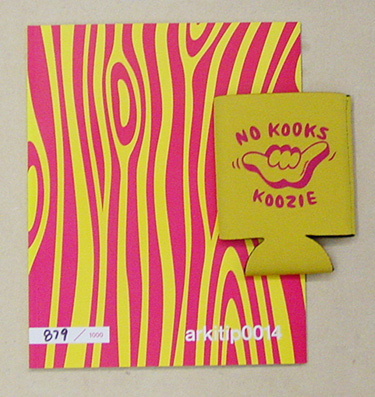 NO KOOKS
KOOZIE
879 / 1000
arkitip0014